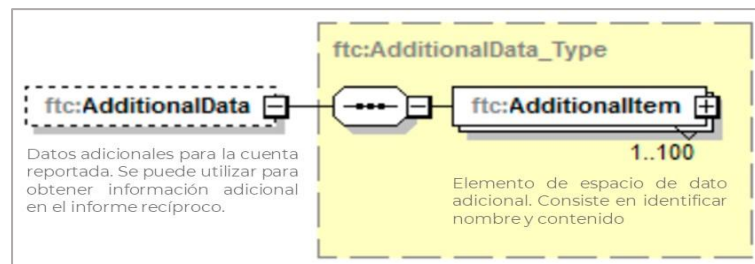 ftc:AdditionalData_Type
ftc:AdditionalData
ftc:AdditionalItem
1..100
Datos adicionales para la cuenta
reportada. Se puede utilizar para
obtener información adicional
en el informe recíproco.
Elemento de espacio de dato
adicional. Consiste en identificar
nombre y contenido